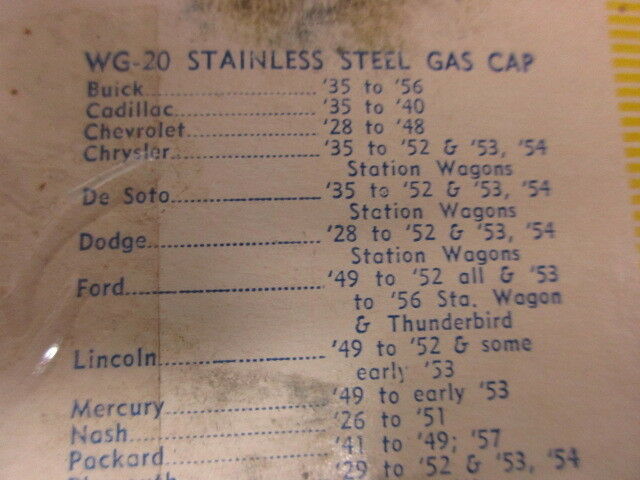 WG-20 STAINLESS STEEL GAS CAP
Buick................'35 to '56
Cadillac................'35 to '40
Chevrolet................'28 to '48
Chrysler................'35 to '52 & '53, '54
Station Wagons
De Soto................'35 to '52 & '53, '54
Station Wagons
Dodge................'28 to '52 & '53, '54
Station Wagons
Ford................'49 to '52 all & '53
to '56 Sta. Wagon
& Thunderbird
Lincoln................'49 to '52 & some
early '53
Mercury................'49 to early '53
Nash................'26 to '51
Packard................'41 to '49; '57
Plymouth................'29 to '52 & '53, '54